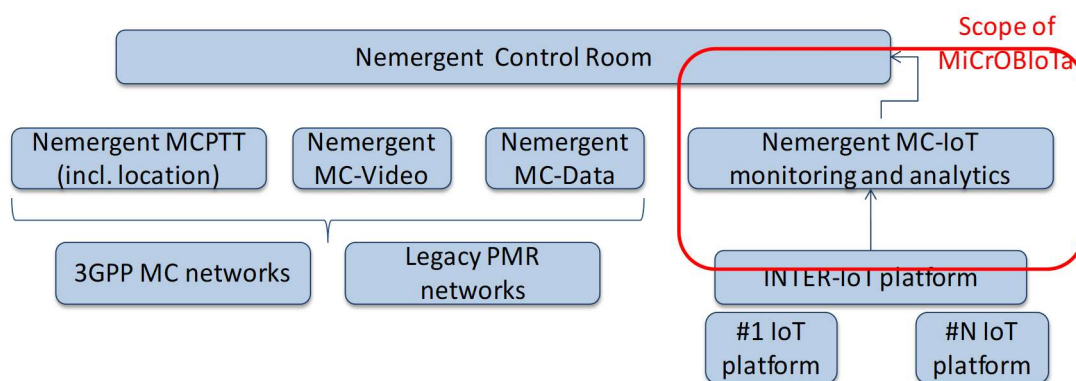 Scope of
MiCrOBIoTa
Nemergent Control Room
Nemergent MCPTT
(incl. location)
Nemergent
MC-Video
Nemergent
MC-Data
Nemergent MC-IoT
monitoring and analytics
3GPP MC networks
Legacy PMR
networks
INTER-IoT platform
#1 IoT
platform
#N IoT
platform